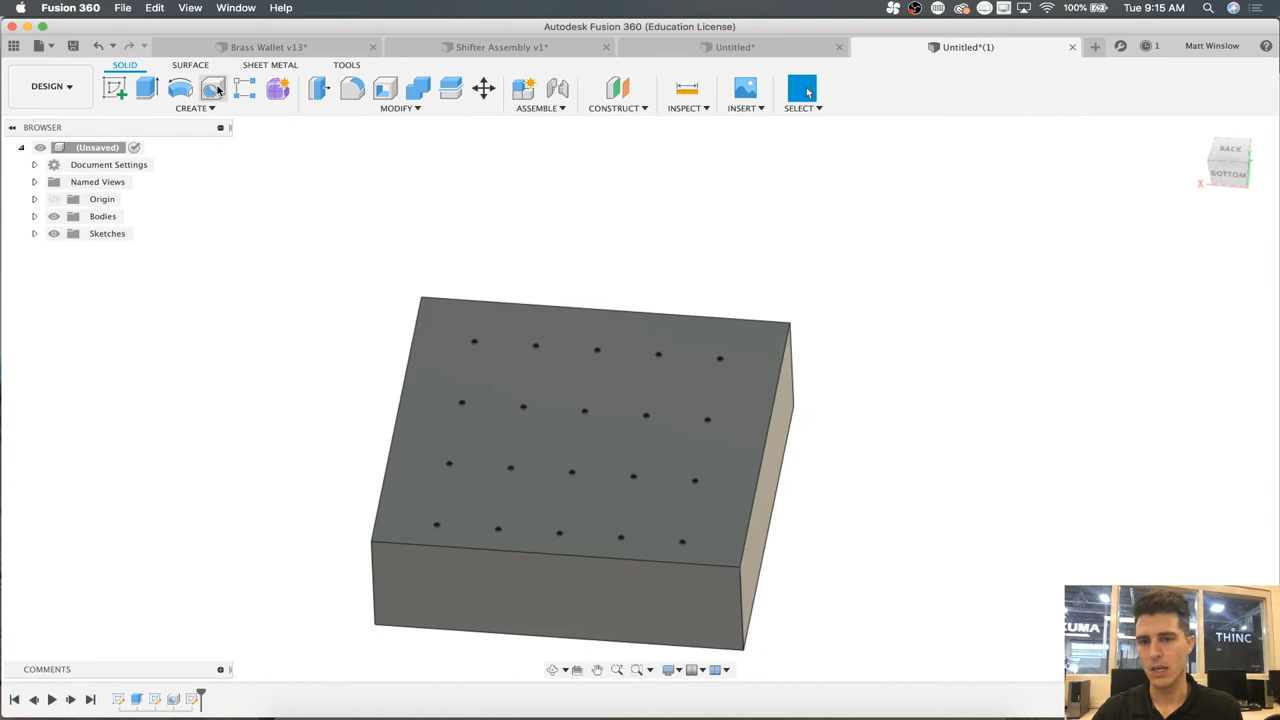 Fusion 360 File Edit View Window Help
100% Tue 9:15 AM
Autodesk Fusion 360 (Education License)
Brass Wallet v13* Shifter Assembly v1* Untitled* Untitled*(1) 1 Matt Winslow
SOLID SURFACE SHEET METAL TOOLS
DESIGN
CREATE MODIFY ASSEMBLE CONSTRUCT INSPECT INSERT SELECT
BROWSER
(Unsaved)
Document Settings
Named Views
Origin
Bodies
Sketches
BACK
BOTTOM
X
KUMA
THINC
COMMENTS